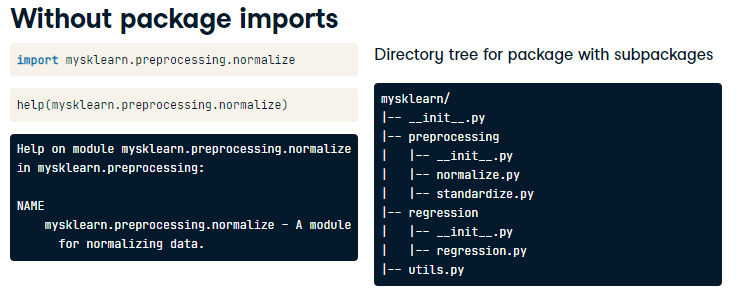 Without package imports
import mysklearn.preprocessing.normalize
help(mysklearn.preprocessing.normalize)
Help on module mysklearn.preprocessing.normalize
in mysklearn.preprocessing:
NAME
    mysklearn.preprocessing.normalize - A module
      for normalizing data.
Directory tree for package with subpackages
mysklearn/
|-- __init__.py
|-- preprocessing
|   |-- __init__.py
|   |-- normalize.py
|   |-- standardize.py
|-- regression
|   |-- __init__.py
|   |-- regression.py
|-- utils.py